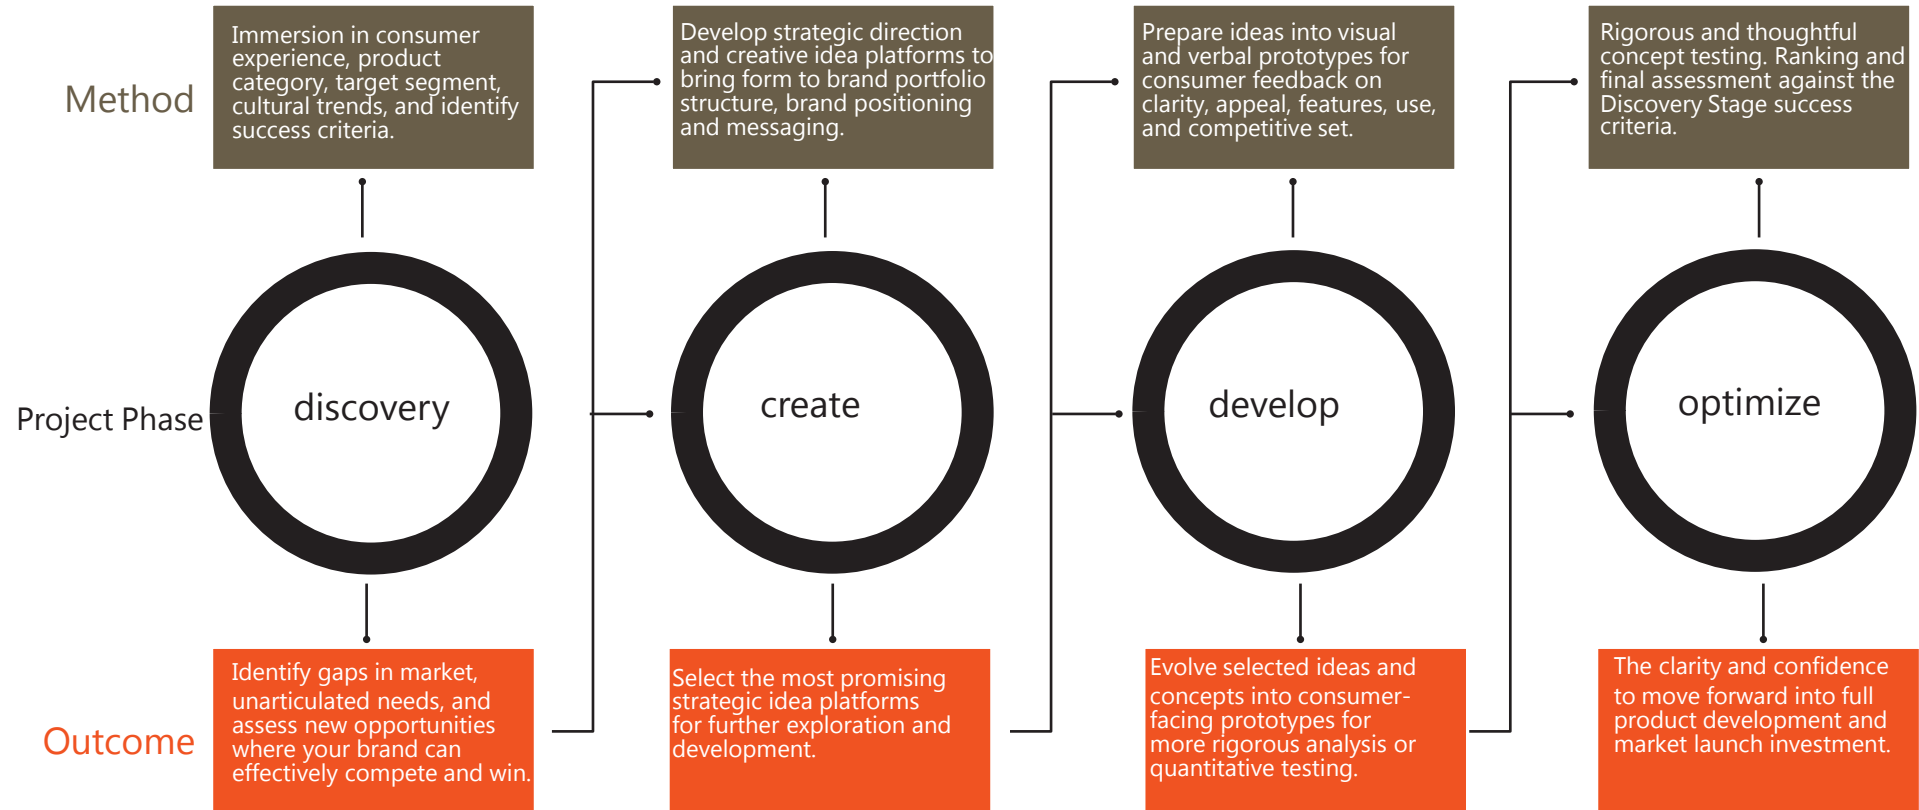 Method
Immersion in consumer
experience, product
category, target segment,
cultural trends, and identify
success criteria.
Develop strategic direction
and creative idea platforms to
bring form to brand portfolio
structure, brand positioning
and messaging.
Prepare ideas into visual
and verbal prototypes for
consumer feedback on
clarity, appeal, features, use,
and competitive set.
Rigorous and thoughtful
concept testing. Ranking and
final assessment against the
Discovery Stage success
criteria.
Project Phase
discovery
create
develop
optimize
Outcome
Identify gaps in market,
unarticulated needs, and
assess new opportunities
where your brand can
effectively compete and win.
Select the most promising
strategic idea platforms
for further exploration and
development.
Evolve selected ideas and
concepts into consumer-
facing prototypes for
more rigorous analysis or
quantitative testing.
The clarity and confidence
to move forward into full
product development and
market launch investment.